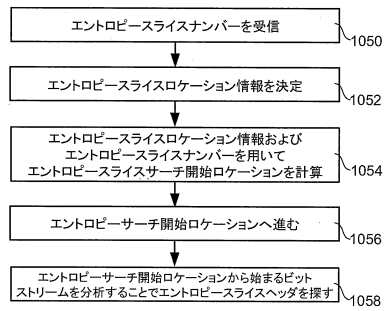 エントロピースライスナンバーを受信
1050
エントロピースライスロケーション情報を決定
1052
エントロピースライスロケーション情報および
エントロピースライスナンバーを用いて
エントロピースライスサーチ開始ロケーションを計算
1054
エントロピーサーチ開始ロケーションへ進む
1056
エントロピーサーチ開始ロケーションから始まるビット
ストリームを分析することでエントロピースライスヘッダを探す
1058